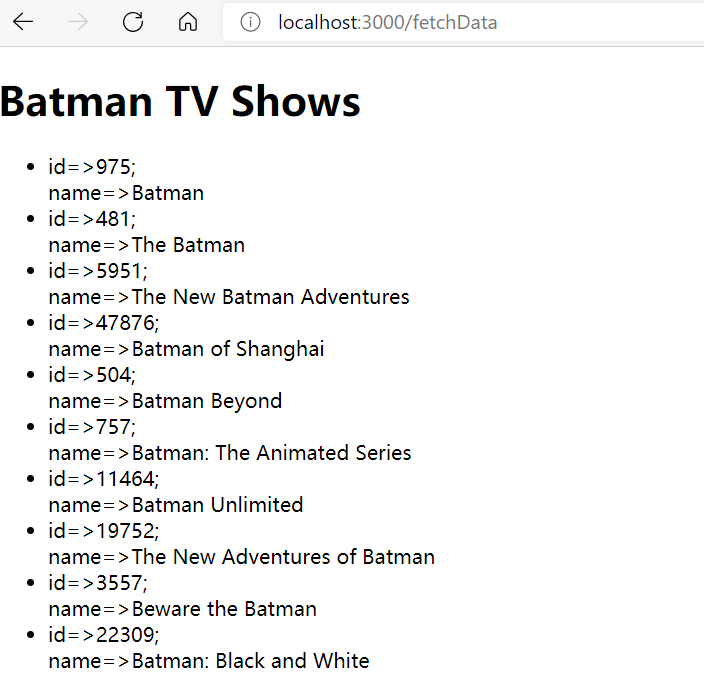 localhost:3000/fetchData
Batman TV Shows
id=>975;
name=>Batman
id=>481;
name=>The Batman
id=>5951;
name=>The New Batman Adventures
id=>47876;
name=>Batman of Shanghai
id=>504;
name=>Batman Beyond
id=>757;
name=>Batman: The Animated Series
id=>11464;
name=>Batman Unlimited
id=>19752;
name=>The New Adventures of Batman
id=>3557;
name=>Beware the Batman
id=>22309;
name=>Batman: Black and White